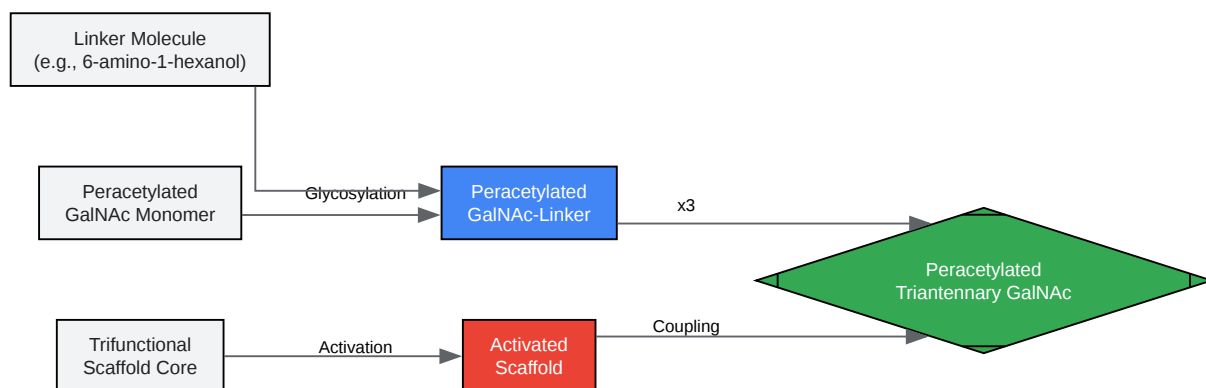 Linker Molecule
(e.g., 6-amino-1-hexanol)
Peracetylated
GalNAc Monomer
Glycosylation
Peracetylated
GalNAc-Linker
x3
Peracetylated
Triantennary GalNAc
Trifunctional
Scaffold Core
Activation
Activated
Scaffold
Coupling